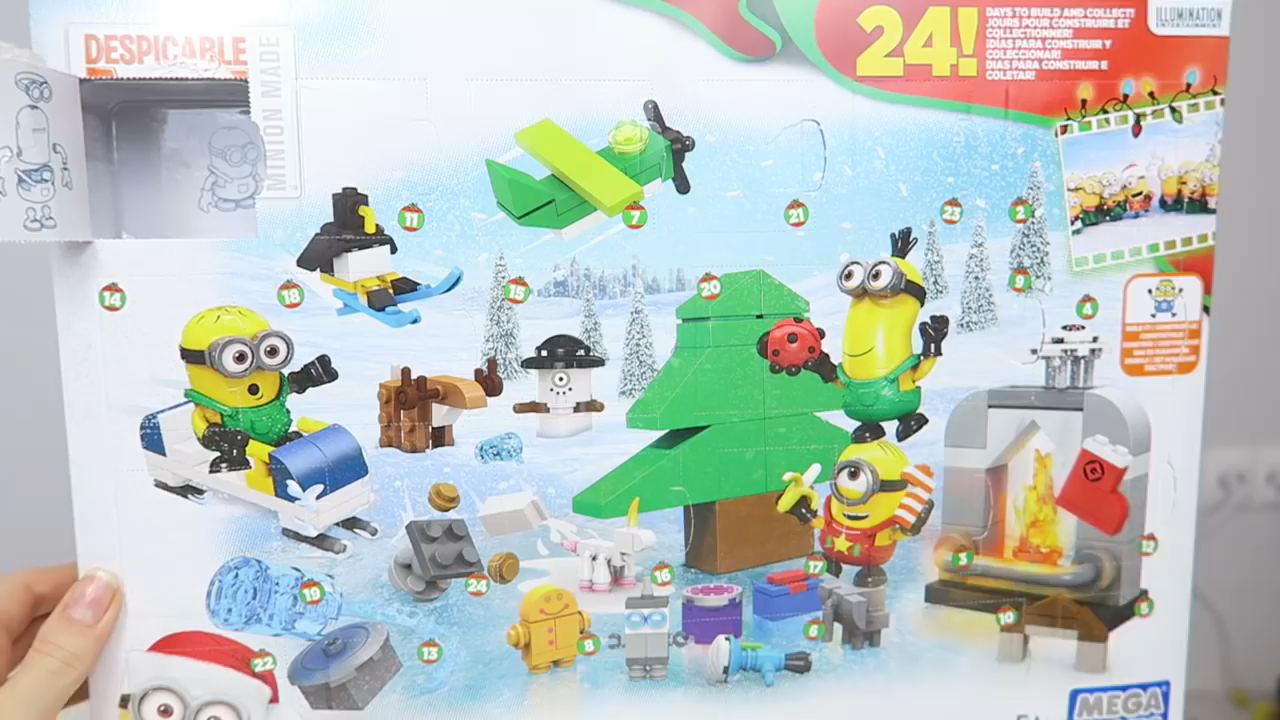 DESPICABLE
MINION MADE
24!
DAYS TO BUILD AND COLLECT!
JOURS POUR CONSTRUIRE ET
COLLECTIONNER!
¡DÍAS PARA CONSTRUIR Y
COLECCIONAR!
DIAS PARA CONSTRUIR E
COLETAR!
ILLUMINATION
ENTERTAINMENT
11
7
21
23
2
14
18
15
20
9
4
3
12
19
24
16
17
10
22
13
8
6
MEGA